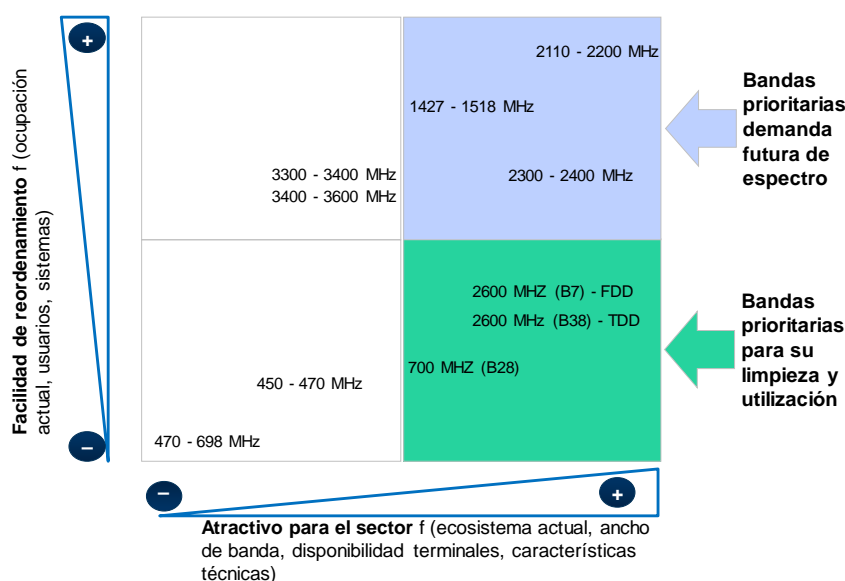 +
Facilidad de reordenamiento f (ocupación
actual, usuarios, sistemas)
−
2110 - 2200 MHz
1427 - 1518 MHz
3300 - 3400 MHz
3400 - 3600 MHz
2300 - 2400 MHz
Bandas
prioritarias
demanda
futura de
espectro
2600 MHZ (B7) - FDD
2600 MHz (B38) - TDD
700 MHZ (B28)
450 - 470 MHz
470 - 698 MHz
Bandas
prioritarias
para su
limpieza y
utilización
−
+
Atractivo para el sector f (ecosistema actual, ancho
de banda, disponibilidad terminales, características
técnicas)